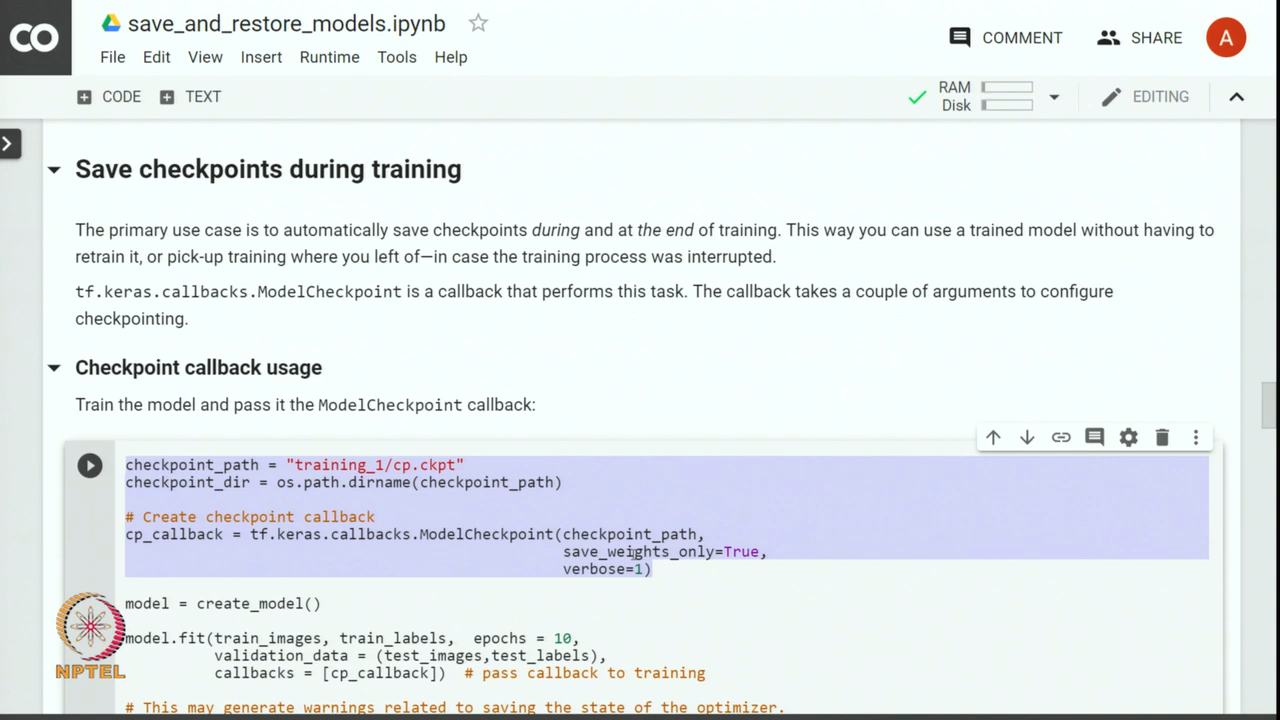 CO
save_and_restore_models.ipynb
File Edit View Insert Runtime Tools Help
COMMENT
SHARE
A
CODE
TEXT
RAM
Disk
EDITING
Save checkpoints during training
The primary use case is to automatically save checkpoints during and at the end of training. This way you can use a trained model without having to
retrain it, or pick-up training where you left of—in case the training process was interrupted.
tf.keras.callbacks.ModelCheckpoint is a callback that performs this task. The callback takes a couple of arguments to configure
checkpointing.
Checkpoint callback usage
Train the model and pass it the ModelCheckpoint callback:
checkpoint_path = "training_1/cp.ckpt"
checkpoint_dir = os.path.dirname(checkpoint_path)
# Create checkpoint callback
cp_callback = tf.keras.callbacks.ModelCheckpoint(checkpoint_path,
save_weights_only=True,
verbose=1)
model = create_model()
model.fit(train_images, train_labels,  epochs = 10,
validation_data = (test_images,test_labels),
callbacks = [cp_callback])  # pass callback to training
# This may generate warnings related to saving the state of the optimizer.
NPTEL